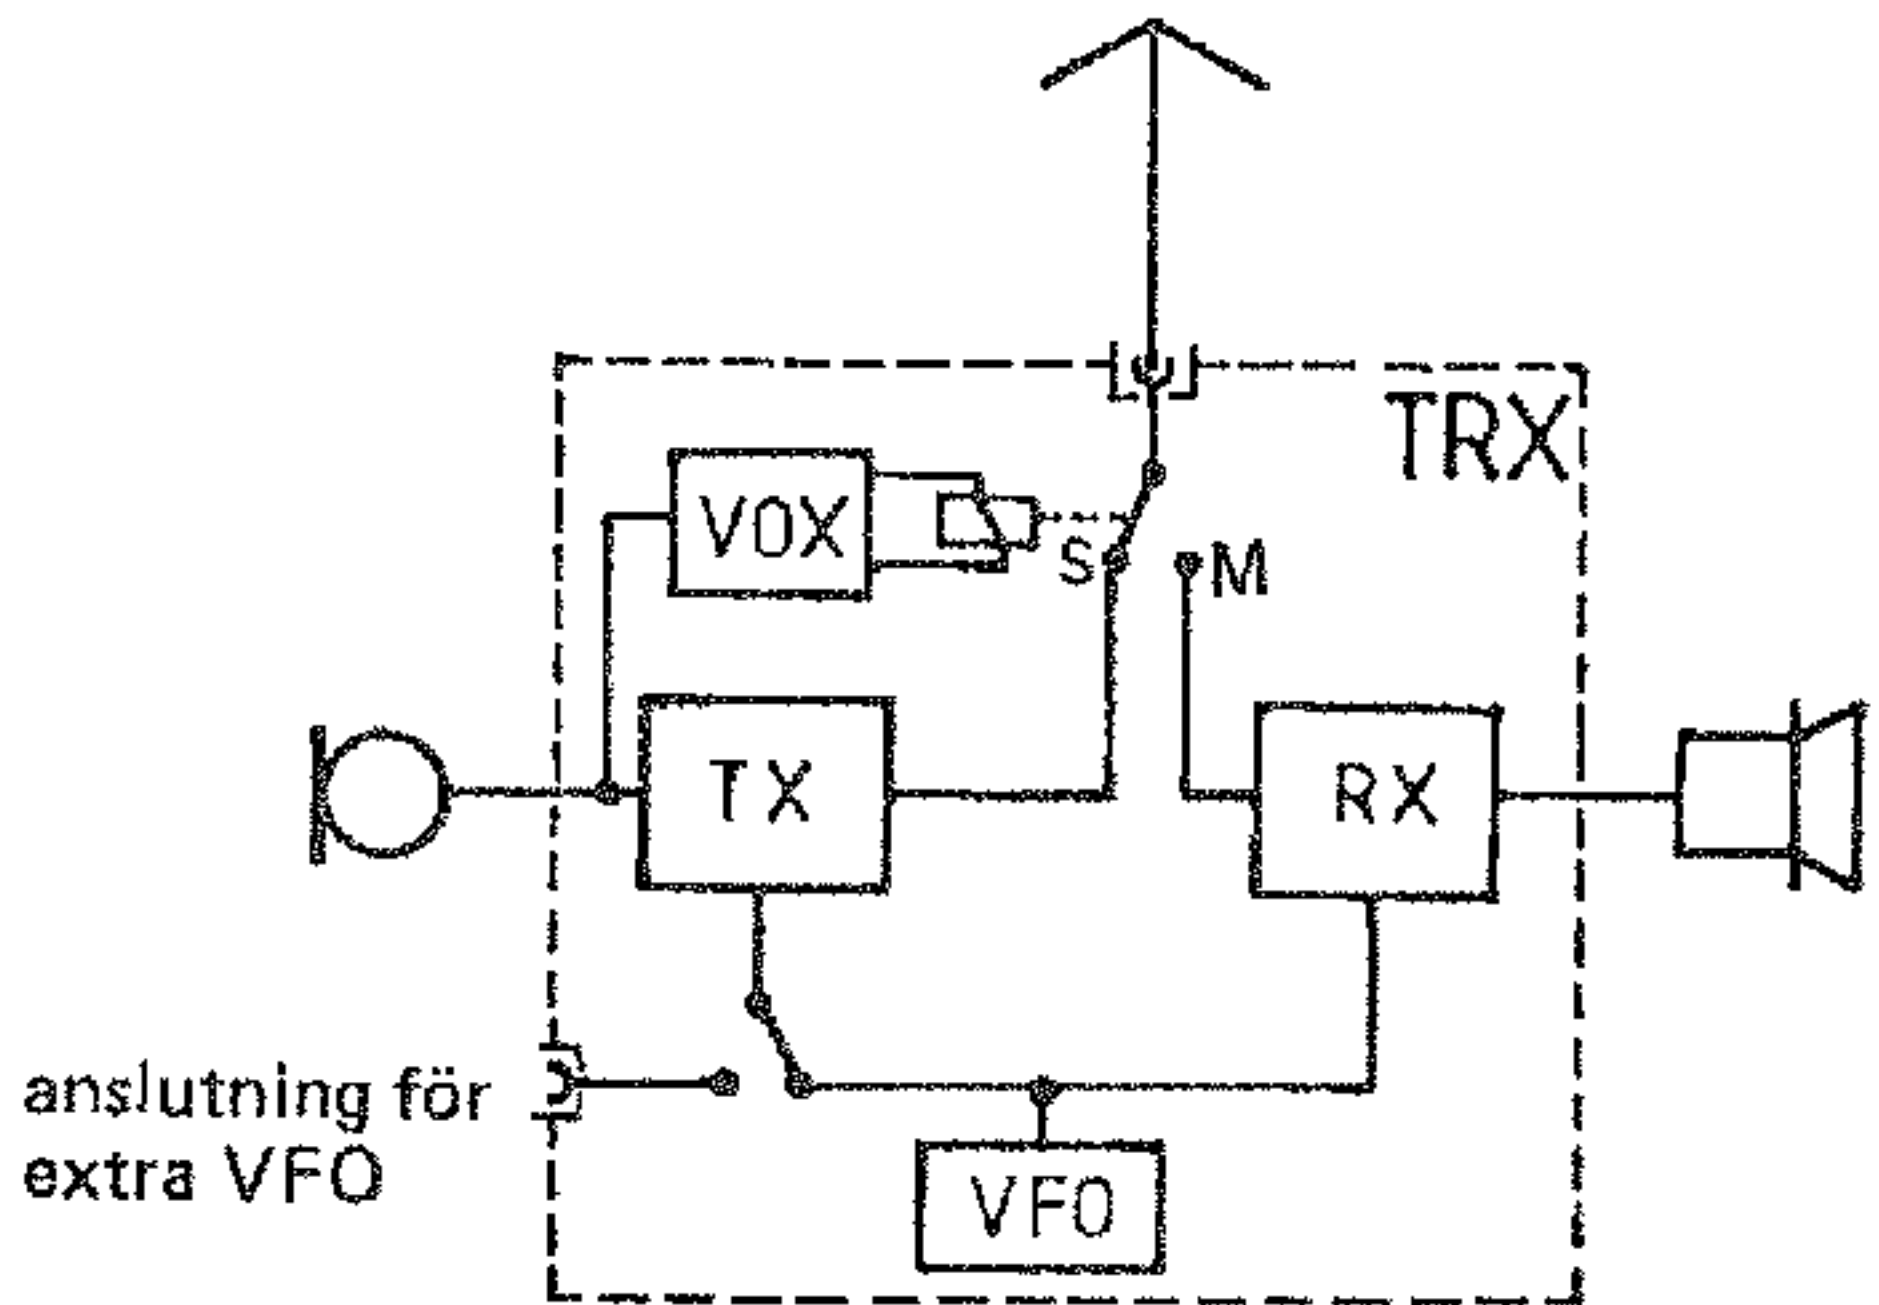 TRX
VOX
S
M
TX
RX
anslutning för
extra VFO
VFO